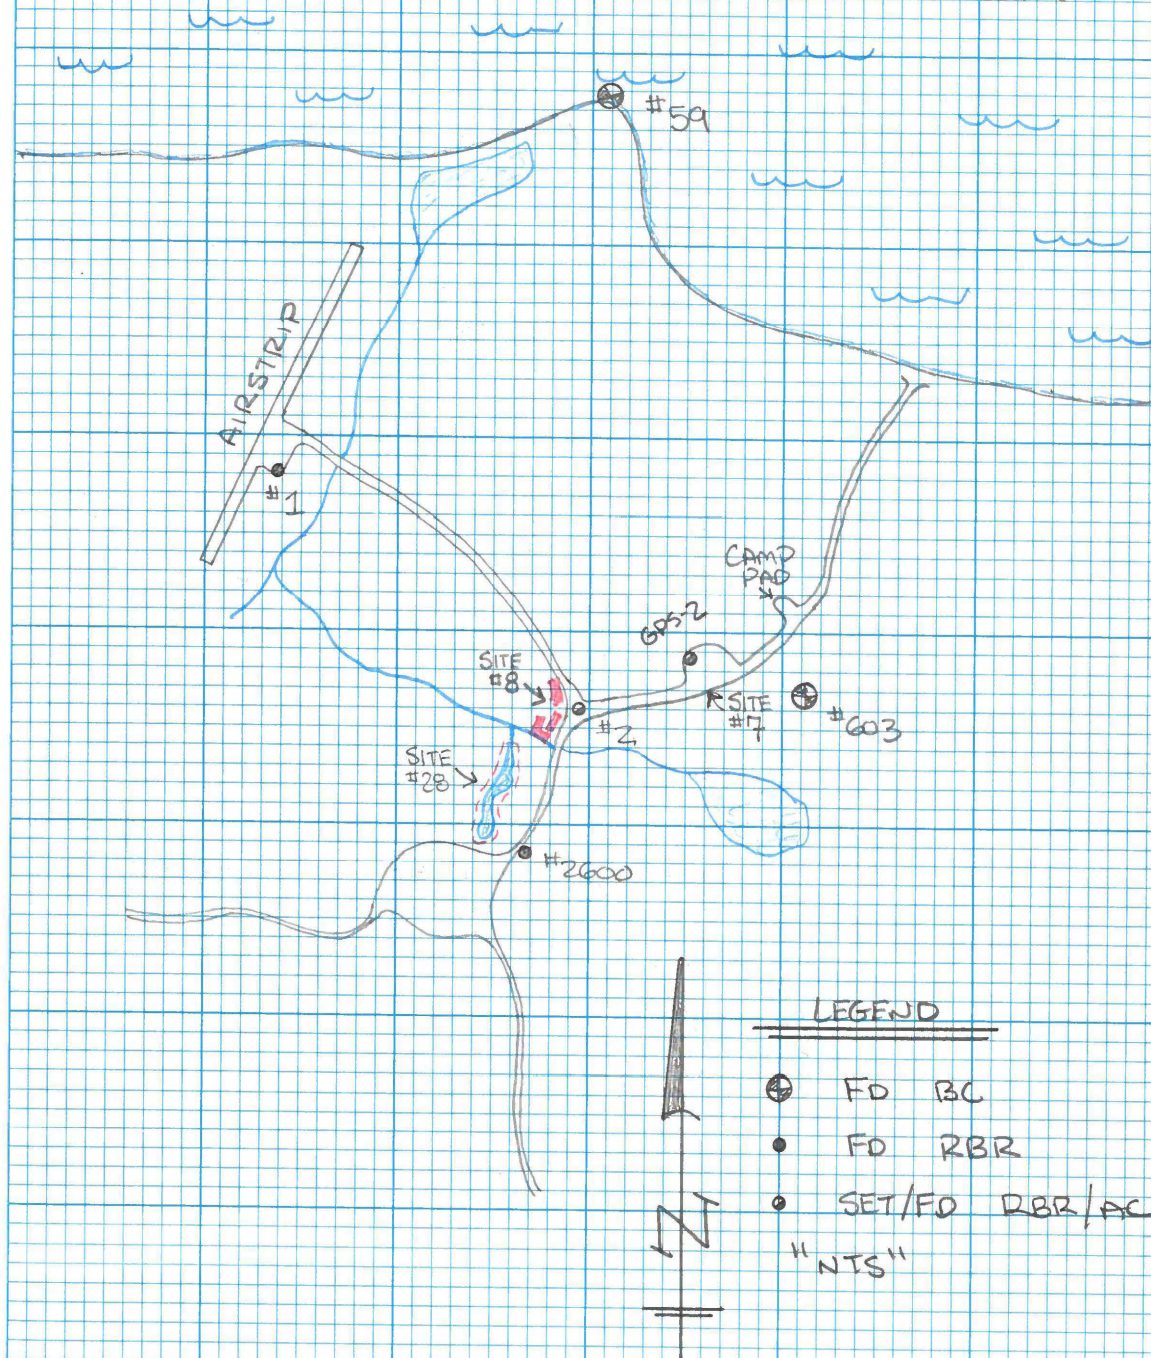 #59
AIRSTRIP
#1
CAMP
PAD
GPS-2
SITE
#8
#2
SITE
#7
#603
SITE
#28
#2600
LEGEND
FD BC
FD RBR
SET/FD RBR/AC
"NTS"
N